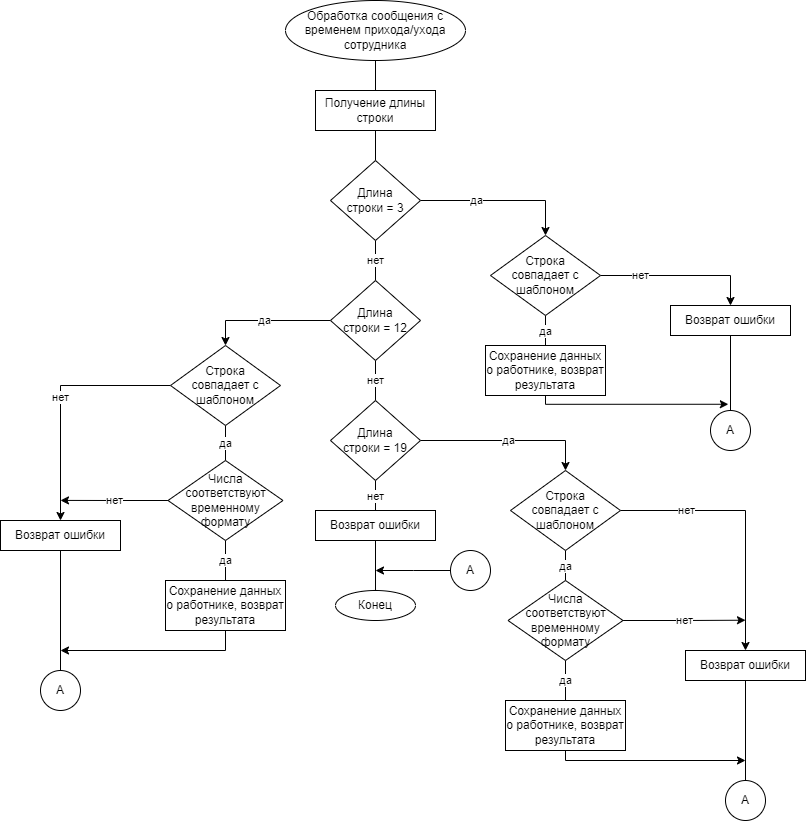 Обработка сообщения с
временем прихода/ухода
сотрудника
Получение длины
строки
Длина
строки = 3
да
нет
Строка
совпадает с
шаблоном
нет
Возврат ошибки
да
Сохранение данных
о работнике, возврат
результата
А
Длина
строки = 12
да
нет
Строка
совпадает с
шаблоном
нет
да
Числа
соответствуют
временному
формату
нет
Возврат ошибки
да
Сохранение данных
о работнике, возврат
результата
А
Длина
строки = 19
да
нет
Возврат ошибки
А
Конец
Строка
совпадает с
шаблоном
нет
да
Числа
соответствуют
временному
формату
нет
Возврат ошибки
да
Сохранение данных
о работнике, возврат
результата
А